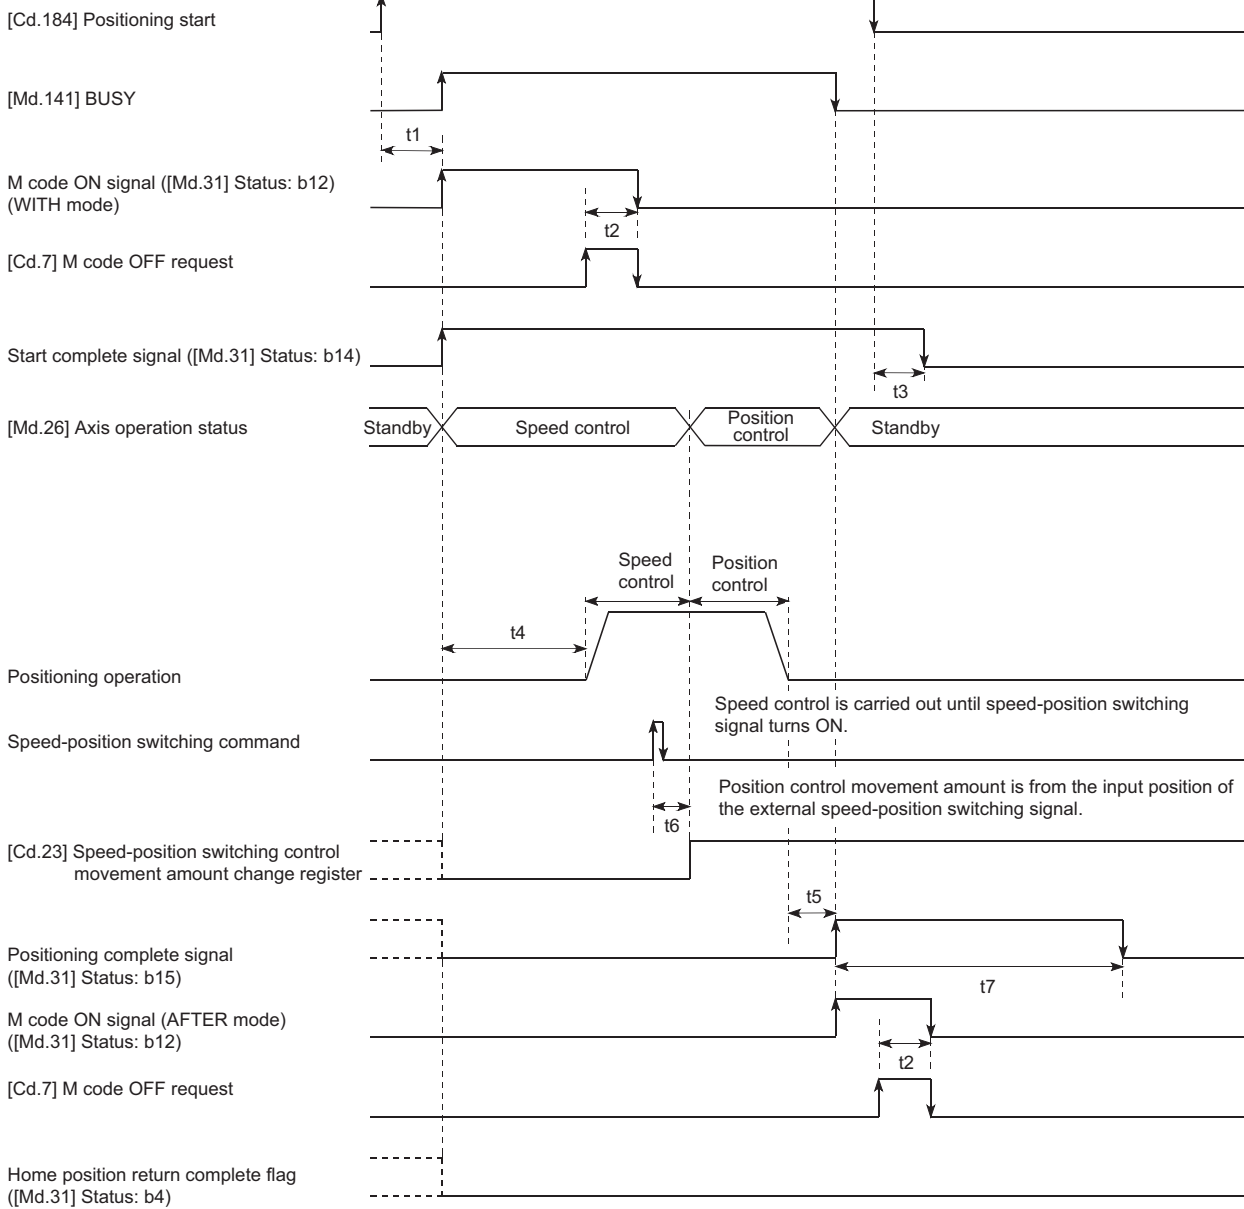 [Cd.184] Positioning start
[Md.141] BUSY
t1
M code ON signal ([Md.31] Status: b12)
(WITH mode)
t2
[Cd.7] M code OFF request
Start complete signal ([Md.31] Status: b14)
t3
[Md.26] Axis operation status
Standby
Speed control
Position
control
Standby
Speed
control
Position
control
t4
Positioning operation
Speed control is carried out until speed-position switching
signal turns ON.
Speed-position switching command
Position control movement amount is from the input position of
the external speed-position switching signal.
t6
[Cd.23] Speed-position switching control
movement amount change register
t5
Positioning complete signal
([Md.31] Status: b15)
t7
M code ON signal (AFTER mode)
([Md.31] Status: b12)
t2
[Cd.7] M code OFF request
Home position return complete flag
([Md.31] Status: b4)